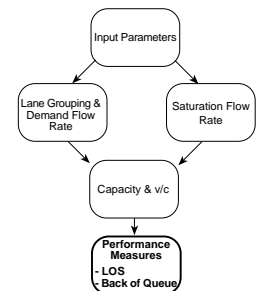 Input Parameters
Lane Grouping &
Demand Flow
Rate
Saturation Flow
Rate
Capacity & v/c
Performance
Measures
- LOS
- Back of Queue